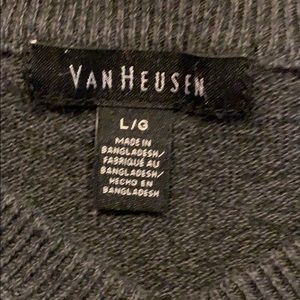 VAN HEUSEN
L/G
MADE IN
BANGLADESH/
FABRIQUÉ AU
BANGLADESH/
HECHO EN
BANGLADESH